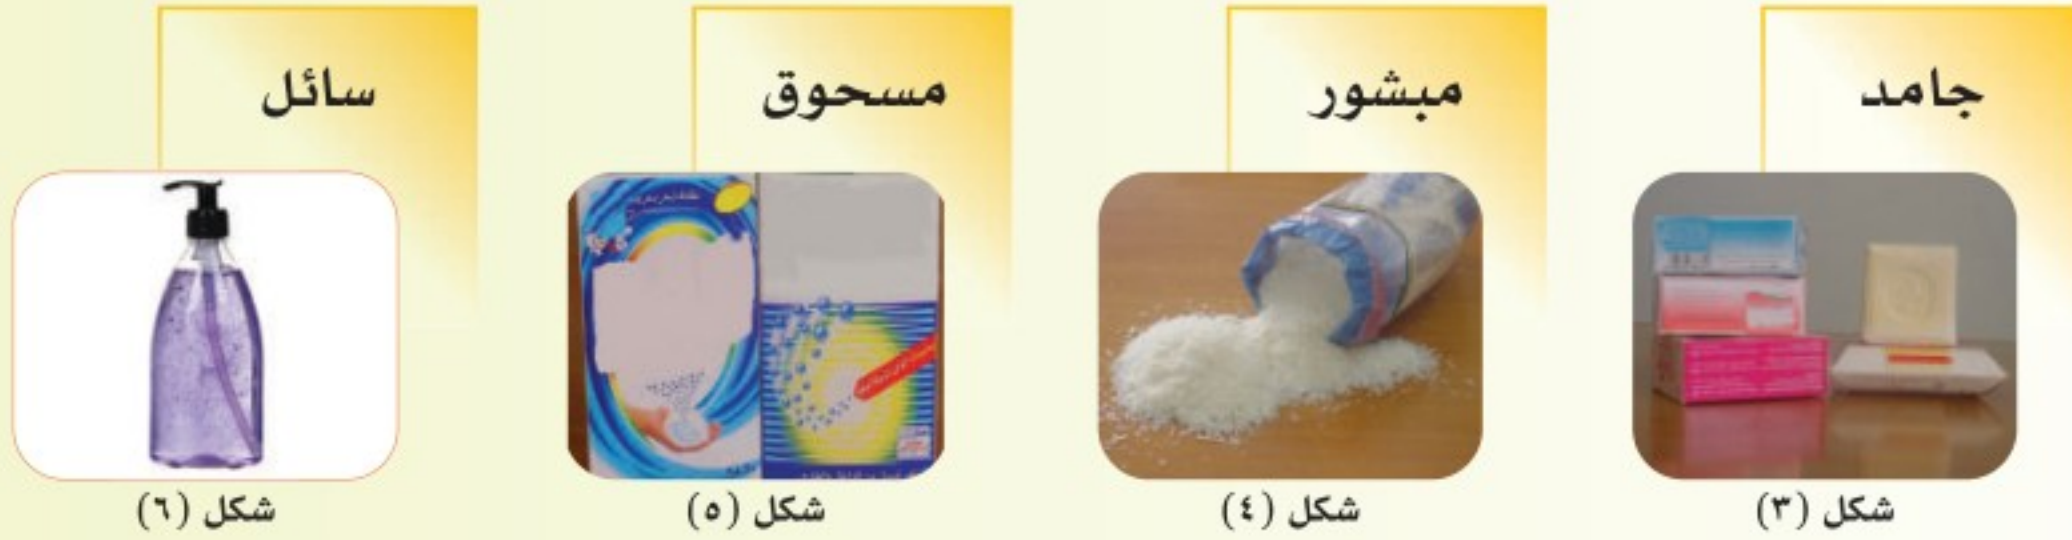 جامد
مبشور
مسحوق
سائل
شكل (٣)
شكل (٤)
شكل (٥)
شكل (٦)